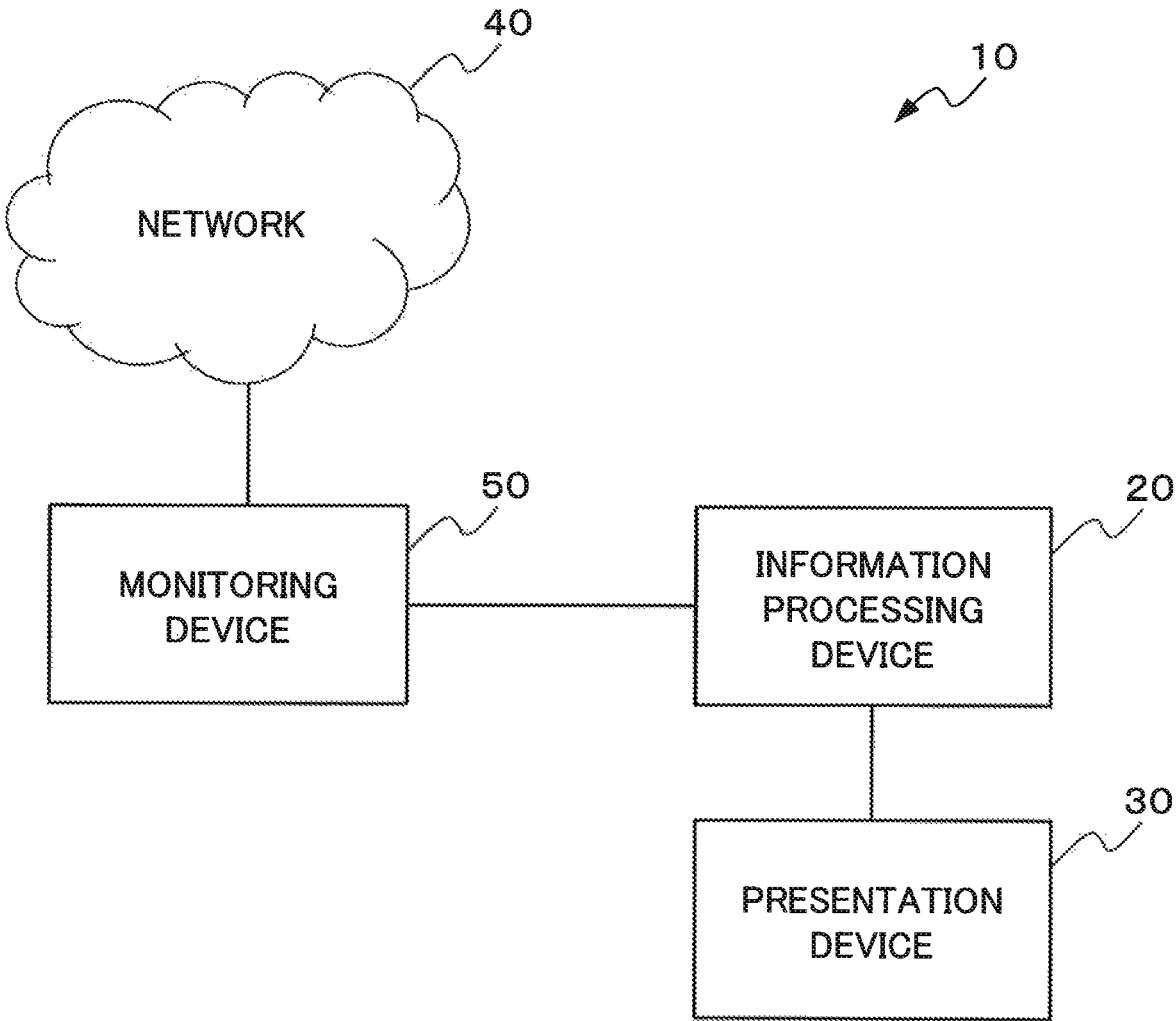 40
10
NETWORK
50
20
MONITORING
DEVICE
INFORMATION
PROCESSING
DEVICE
30
PRESENTATION
DEVICE